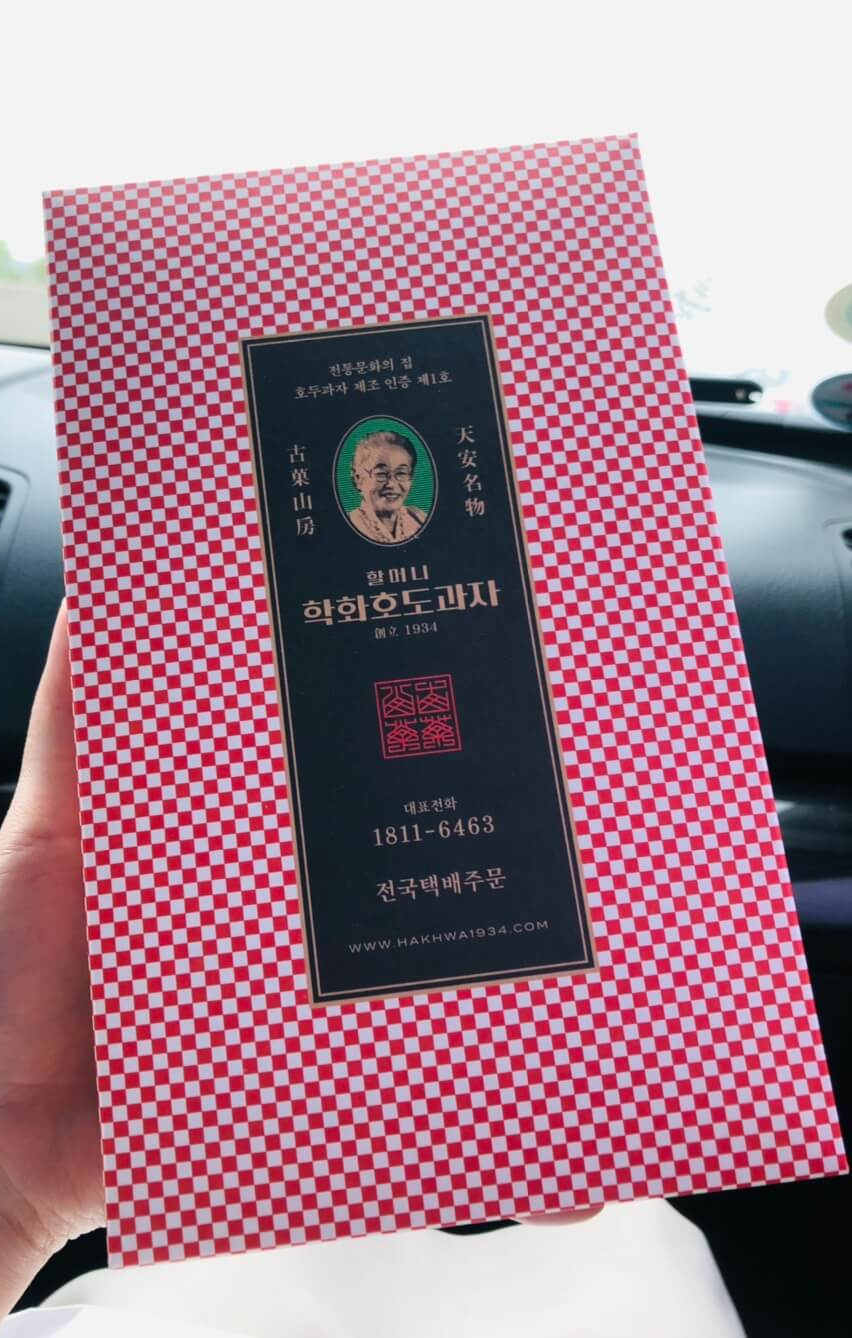 전통문화의 집
호두과자 제조 인증 제1호
天安名物
古菓山房
할머니
학화호도과자
創立 1934
대표전화
1811-6463
전국택배주문
WWW.HAKHWA1934.COM